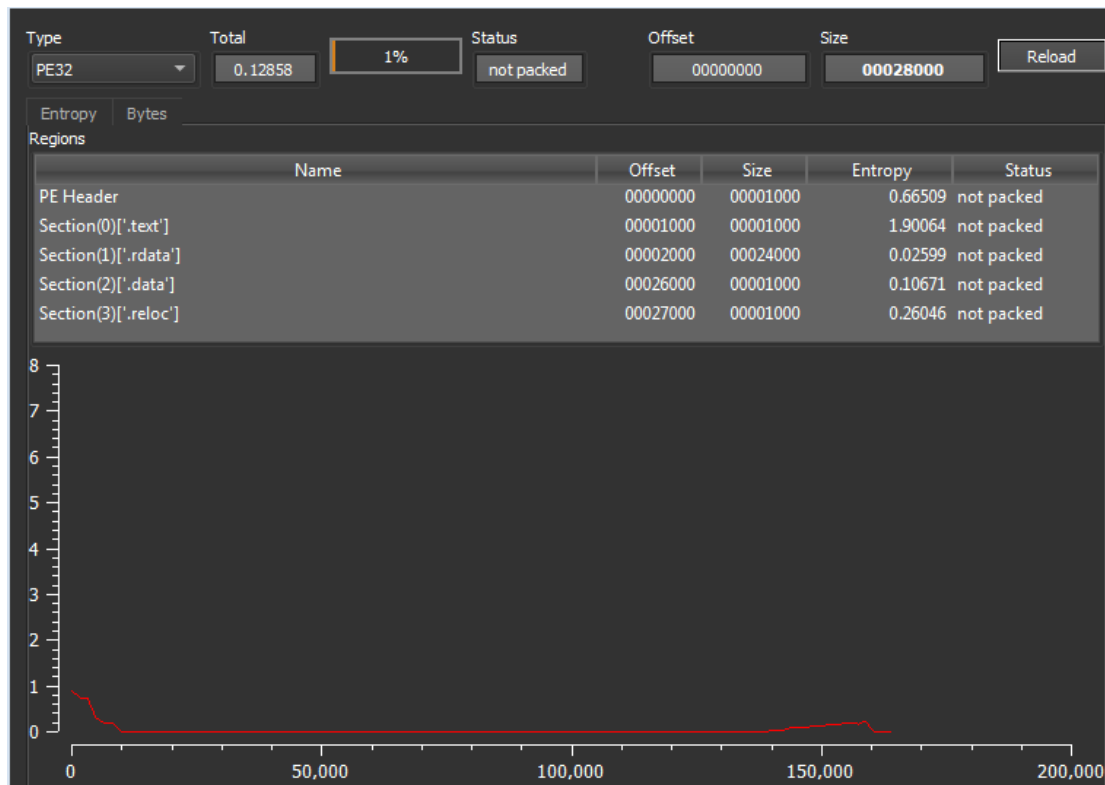 Type Total Status Offset Size
PE32 0.12858 1% not packed 00000000 00028000 Reload
Entropy Bytes
Regions
Name Offset Size Entropy Status
PE Header 00000000 00001000 0.66509 not packed
Section(0)['.text'] 00001000 00001000 1.90064 not packed
Section(1)['.rdata'] 00002000 00024000 0.02599 not packed
Section(2)['.data'] 00026000 00001000 0.10671 not packed
Section(3)['.reloc'] 00027000 00001000 0.26046 not packed
8
7
6
5
4
3
2
1
0
0 50,000 100,000 150,000 200,000